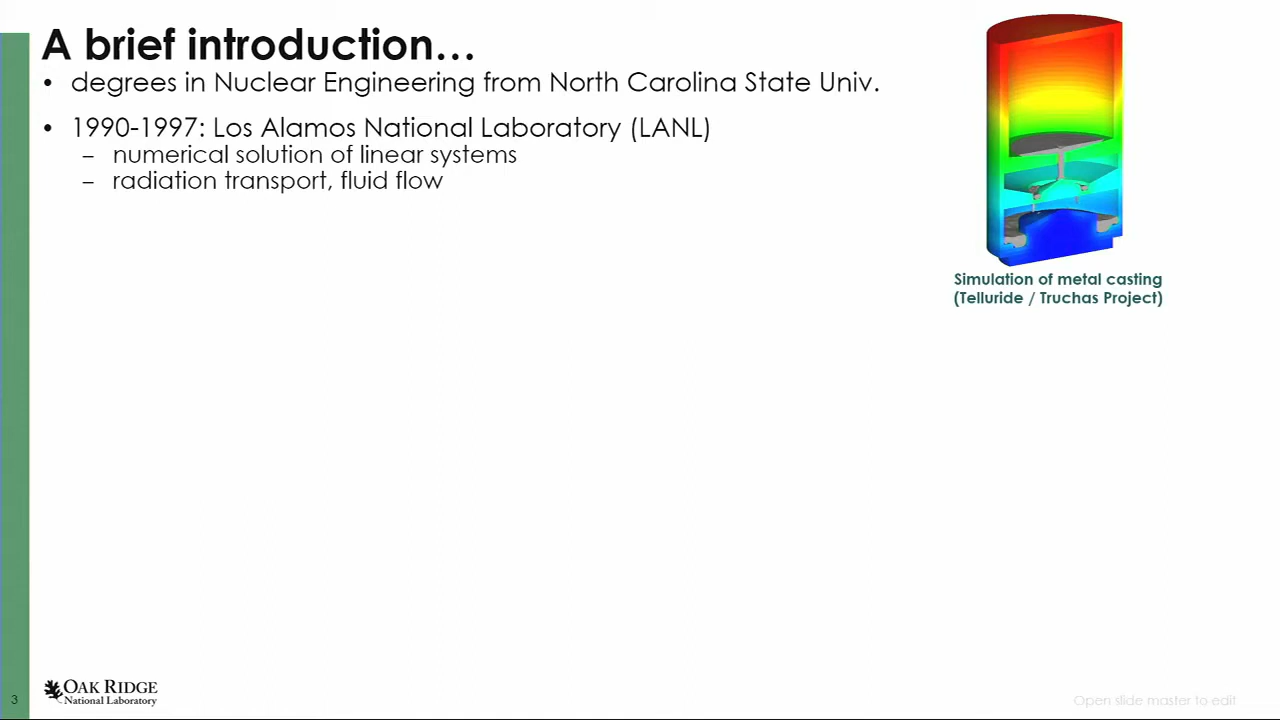 A brief introduction…
• degrees in Nuclear Engineering from North Carolina State Univ.
• 1990-1997: Los Alamos National Laboratory (LANL)
– numerical solution of linear systems
– radiation transport, fluid flow
Simulation of metal casting
(Telluride / Truchas Project)
3
OAK RIDGE
National Laboratory
Open slide master to edit